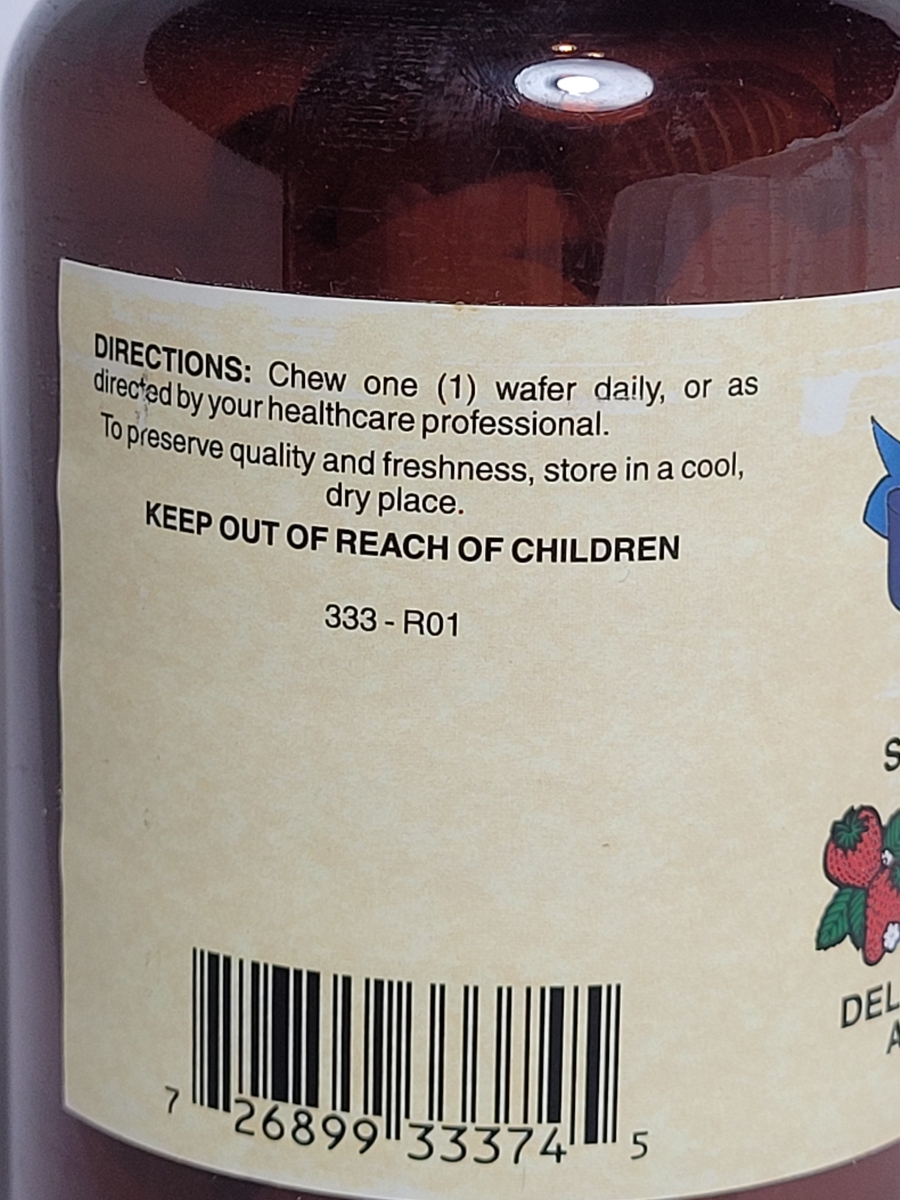 DIRECTIONS: Chew one (1) wafer daily, or as
directed by your healthcare professional.
To preserve quality and freshness, store in a cool,
dry place.
KEEP OUT OF REACH OF CHILDREN
333 - R01
7 26899 33374 5